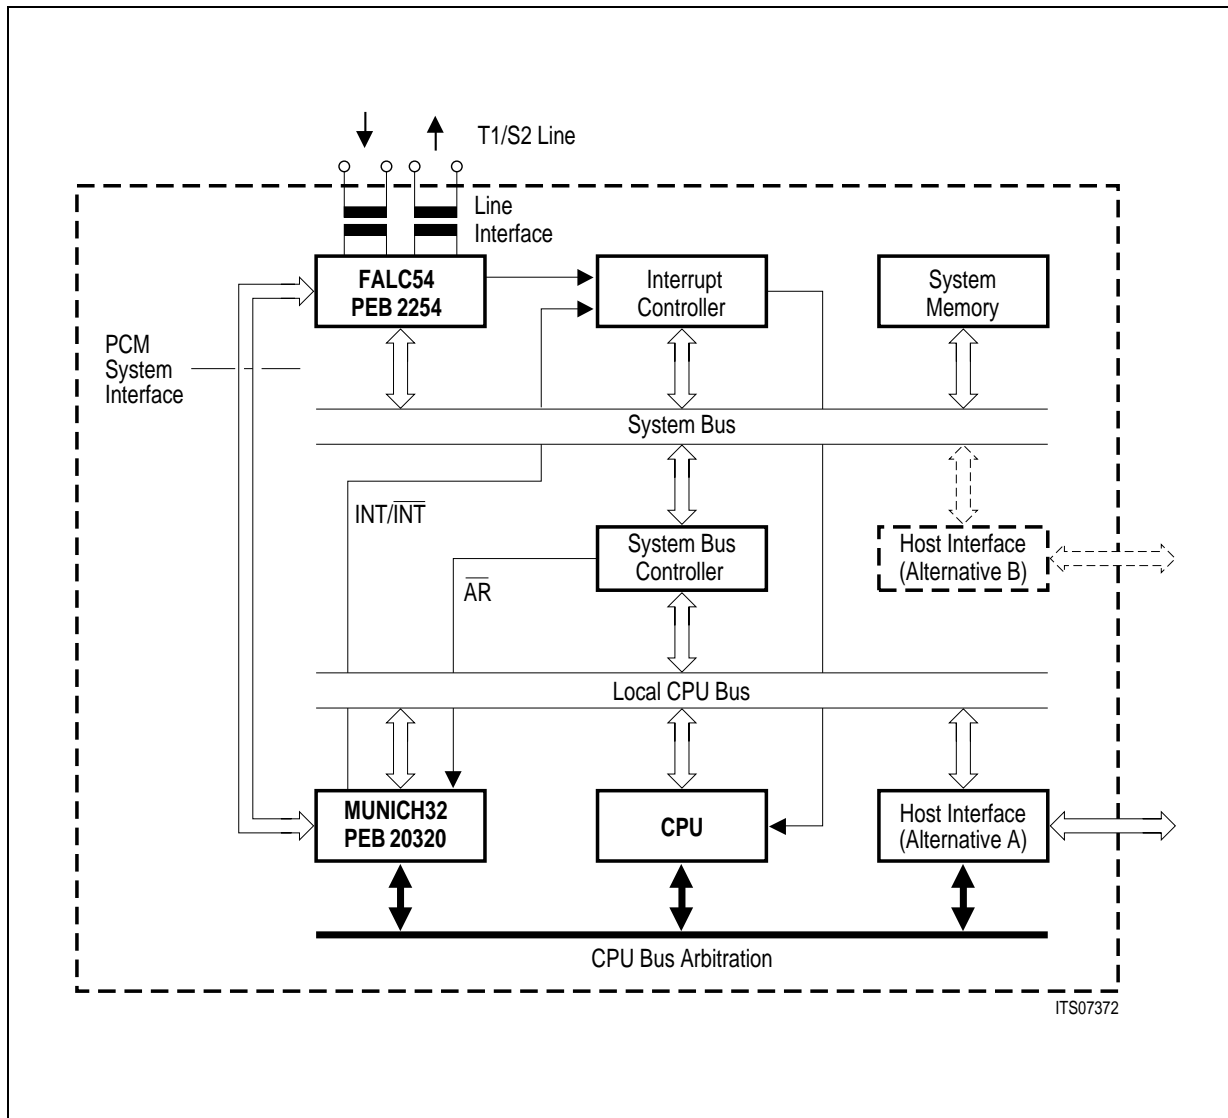 T1/S2 Line
Line
Interface
FALC54
PEB 2254
Interrupt
Controller
System
Memory
PCM
System
Interface
System Bus
INT/I̅N̅T̅
System Bus
Controller
Host Interface
(Alternative B)
A̅R̅
Local CPU Bus
MUNICH32
PEB 20320
CPU
Host Interface
(Alternative A)
CPU Bus Arbitration
ITS07372